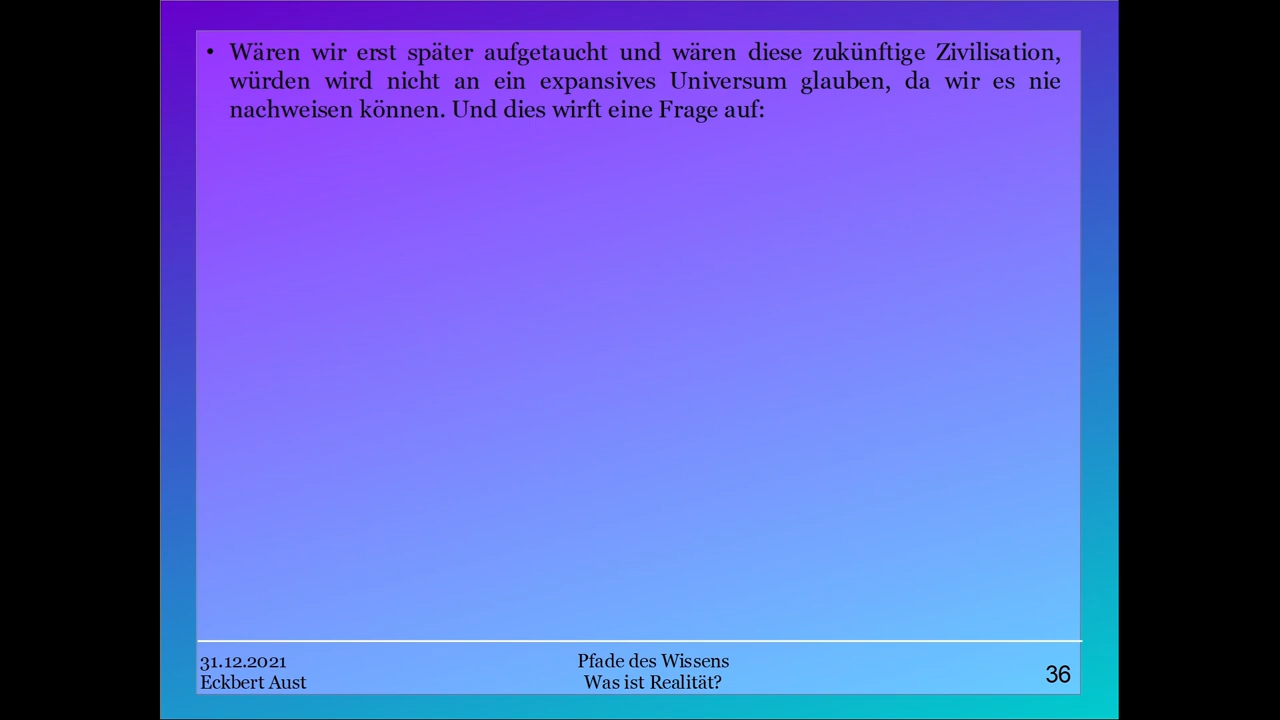 • Wären wir erst später aufgetaucht und wären diese zukünftige Zivilisation,
würden wird nicht an ein expansives Universum glauben, da wir es nie
nachweisen können. Und dies wirft eine Frage auf:
31.12.2021
Eckbert Aust
Pfade des Wissens
Was ist Realität?
36